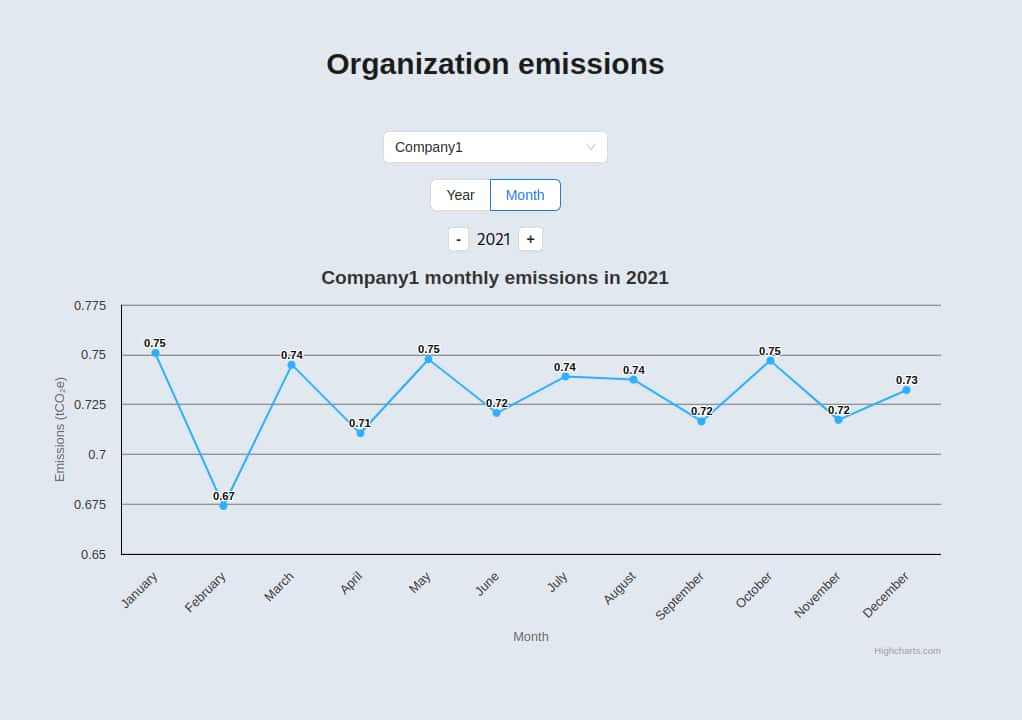 Organization emissions
Company1
Year Month
- 2021 +
Company1 monthly emissions in 2021
Emissions (tCO₂e)
0.775
0.75
0.725
0.7
0.675
0.65
0.75 0.67 0.74 0.71 0.75 0.72 0.74 0.74 0.72 0.75 0.72 0.73
January February March April May June July August September October November December
Month
Highcharts.com